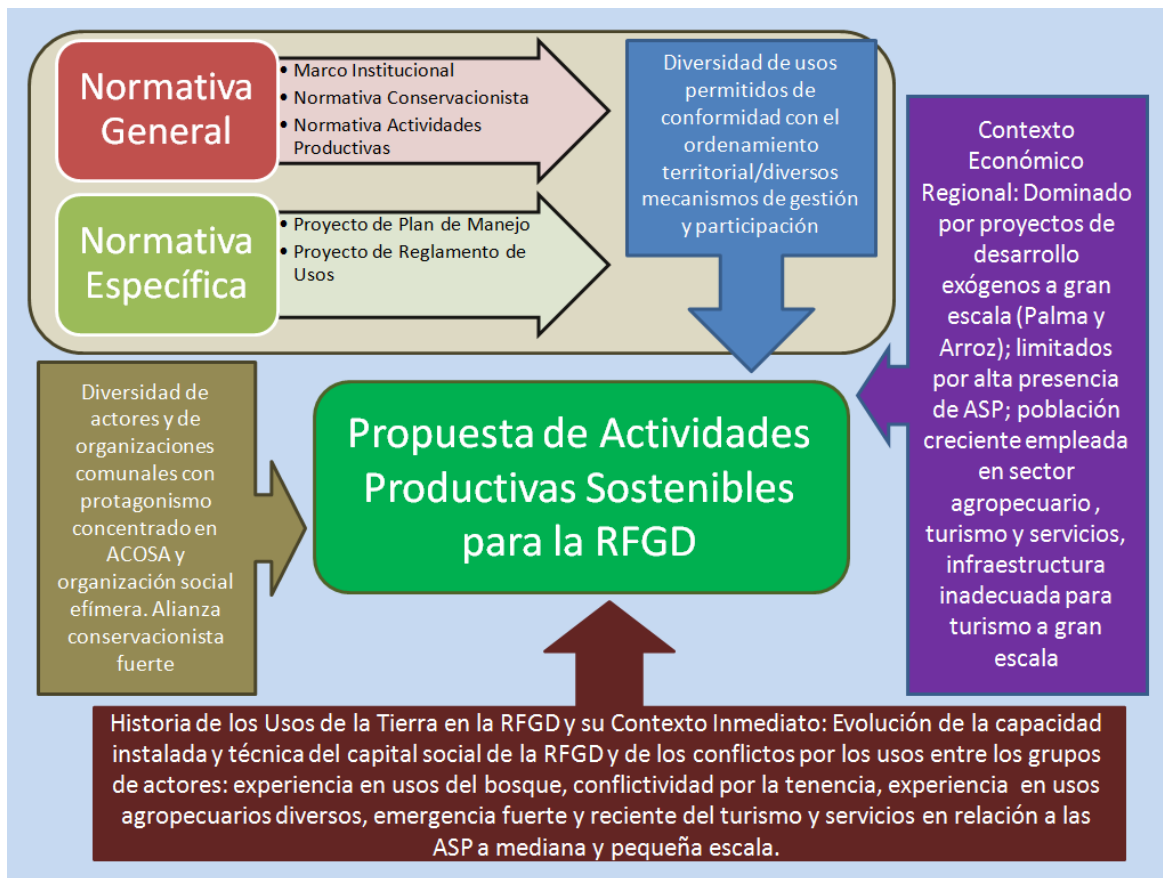 Normativa
General
• Marco Institucional
• Normativa Conservacionista
• Normativa Actividades
Productivas
Normativa
Específica
• Proyecto de Plan de Manejo
• Proyecto de Reglamento de
Usos
Diversidad de usos
permitidos de
conformidad con el
ordenamiento
territorial/diversos
mecanismos de gestión
y participación
Contexto
Económico
Regional: Dominado
por proyectos de
desarrollo
exógenos a gran
escala (Palma y
Arroz); limitados
por alta presencia
de ASP; población
creciente empleada
en sector
agropecuario ,
turismo y servicios,
infraestructura
inadecuada para
turismo a gran
escala
Diversidad de
actores y de
organizaciones
comunales con
protagonismo
concentrado en
ACOSA y
organización social
efímera. Alianza
conservacionista
fuerte
Propuesta de Actividades
Productivas Sostenibles
para la RFGD
Historia de los Usos de la Tierra en la RFGD y su Contexto Inmediato: Evolución de la capacidad
instalada y técnica del capital social de la RFGD y de los conflictos por los usos entre los grupos
de actores: experiencia en usos del bosque, conflictividad por la tenencia, experiencia en usos
agropecuarios diversos, emergencia fuerte y reciente del turismo y servicios en relación a las
ASP a mediana y pequeña escala.